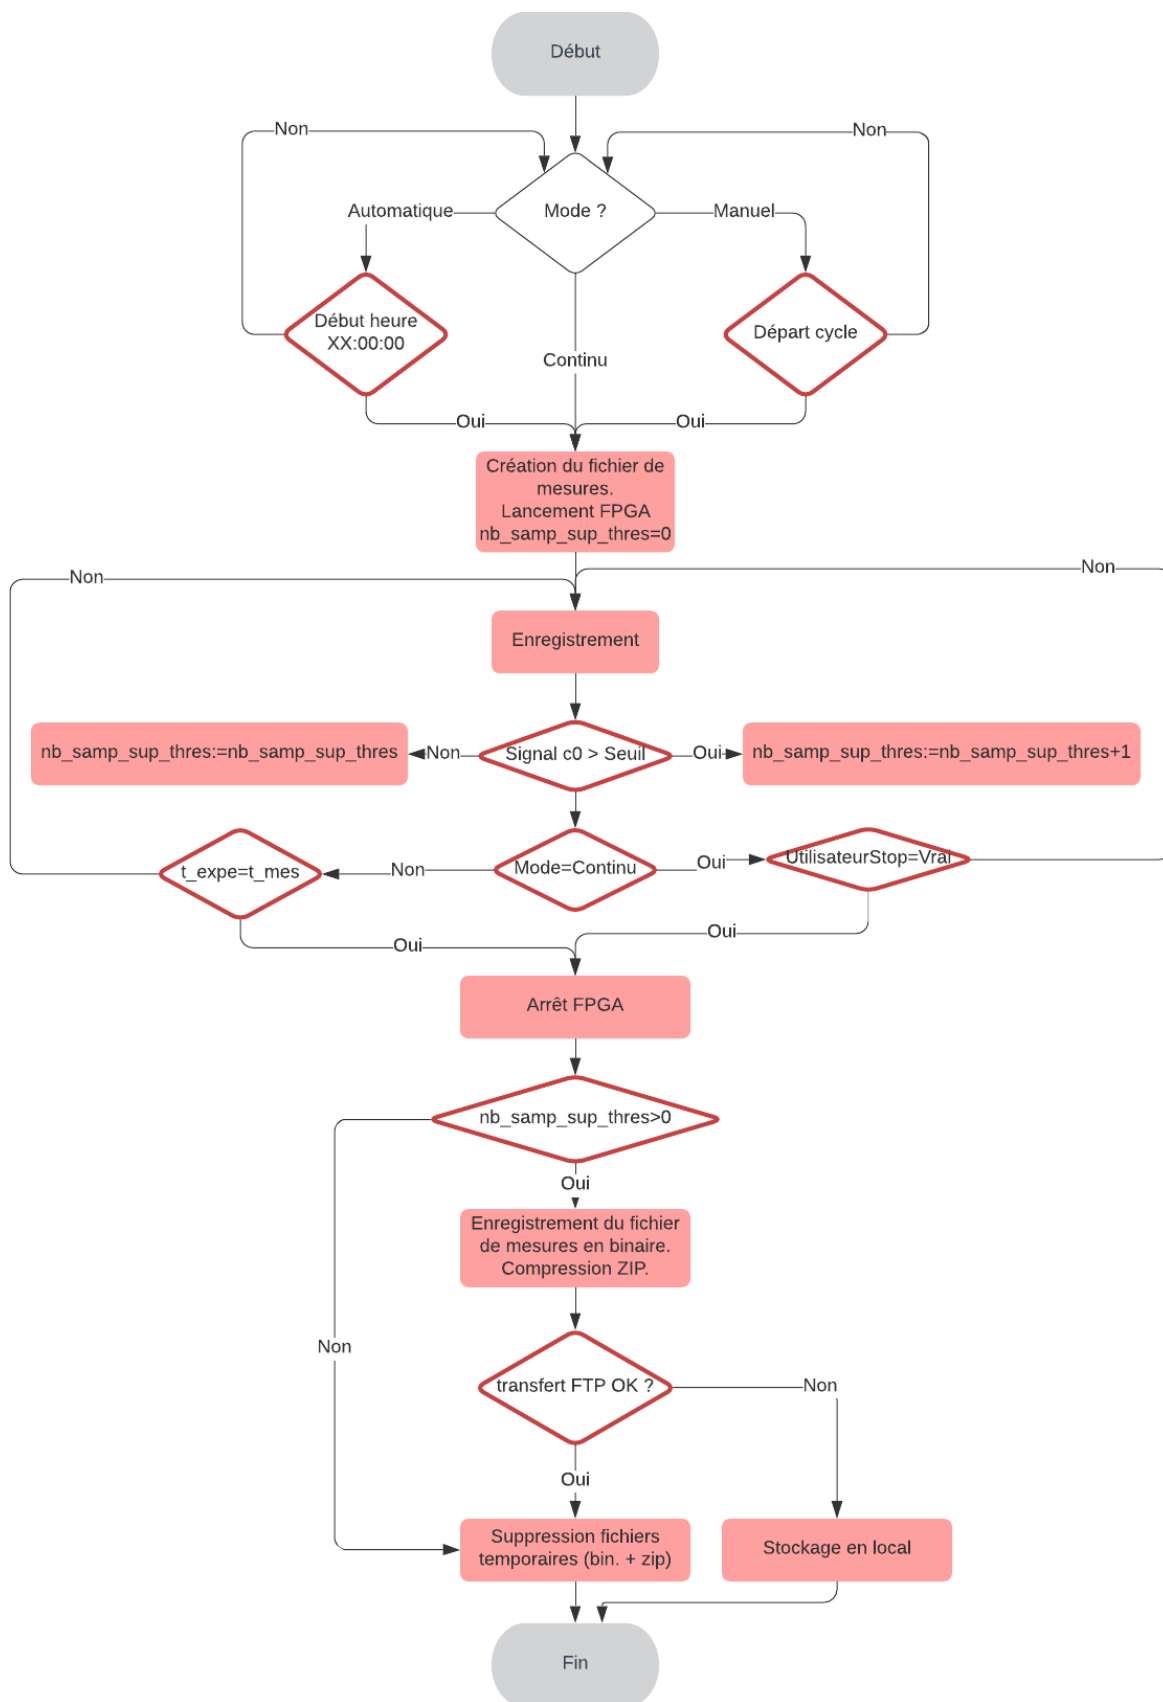 Début
Non
Non
Automatique
Mode ?
Manuel
Début heure
XX:00:00
Départ cycle
Continu
Oui
Oui
Création du fichier de
mesures.
Lancement FPGA
nb_samp_sup_thres=0
Non
Non
Enregistrement
nb_samp_sup_thres:=nb_samp_sup_thres
Non
Signal c0 > Seuil
Oui
nb_samp_sup_thres:=nb_samp_sup_thres+1
t_expe=t_mes
Non
Mode=Continu
Oui
UtilisateurStop=Vrai
Oui
Oui
Arrêt FPGA
nb_samp_sup_thres>0
Oui
Enregistrement du fichier
de mesures en binaire.
Compression ZIP.
Non
transfert FTP OK ?
Non
Oui
Suppression fichiers
temporaires (bin. + zip)
Stockage en local
Fin